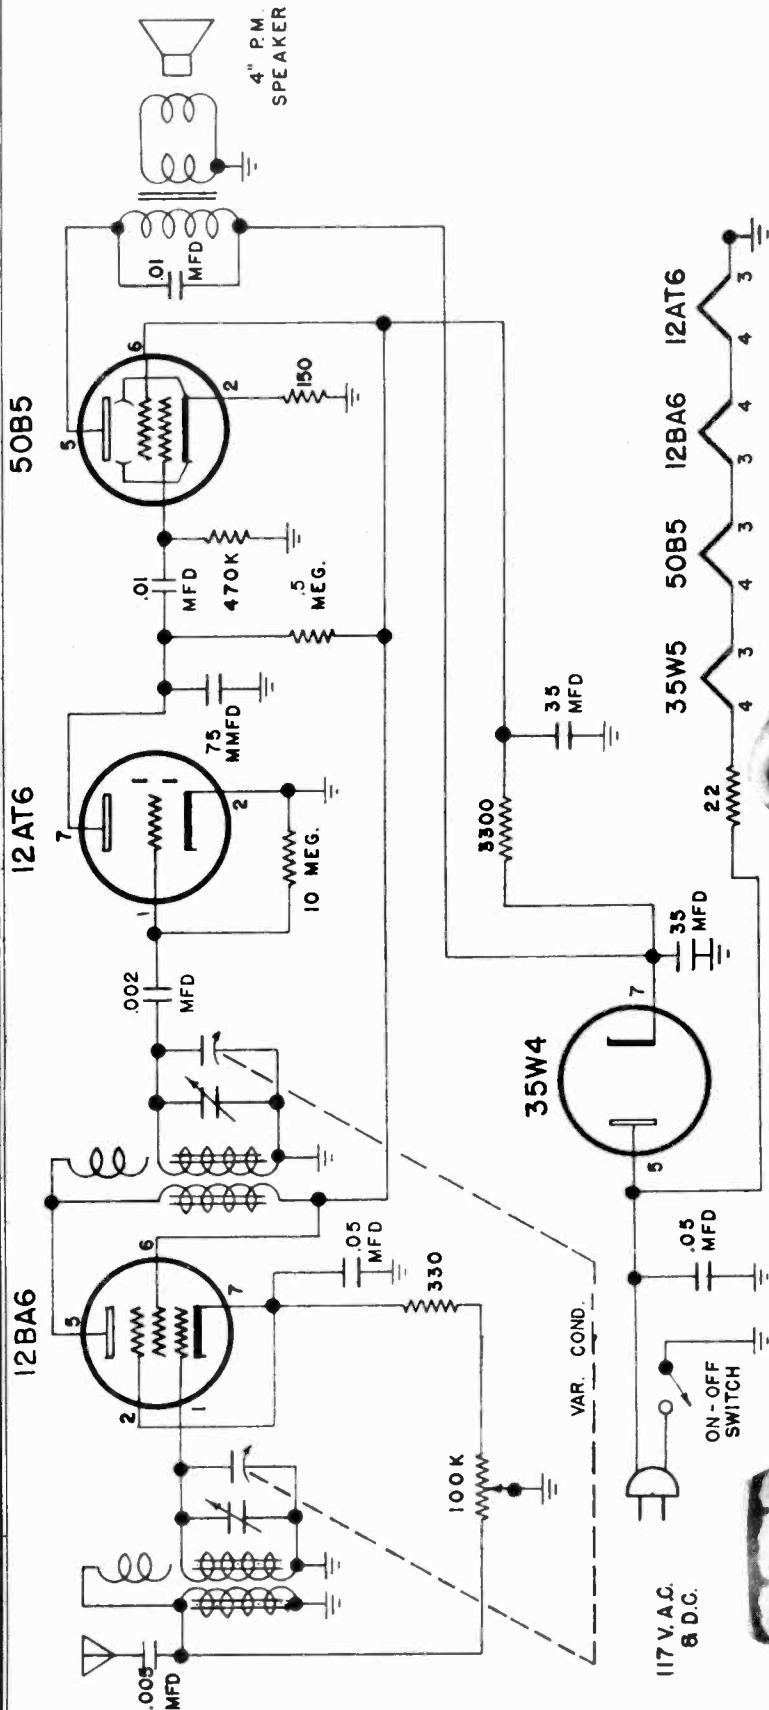 12BA6
12AT6
50B5
4" P.M.
SPEAKER
.005
MFD
2
1
5
6
7
.05
MFD
330
100K
.002
MFD
1
7
2
10 MEG.
75
MMFD
.01
MFD
470K
.5
MEG.
5
6
2
150
.01
MFD
VAR. COND.
117 V. A.C.
& D.C.
ON-OFF
SWITCH
.05
MFD
35W4
5
7
35
MFD
3300
35
MFD
22
35W5
4
3
50B5
4
3
12BA6
3
4
12AT6
4
3